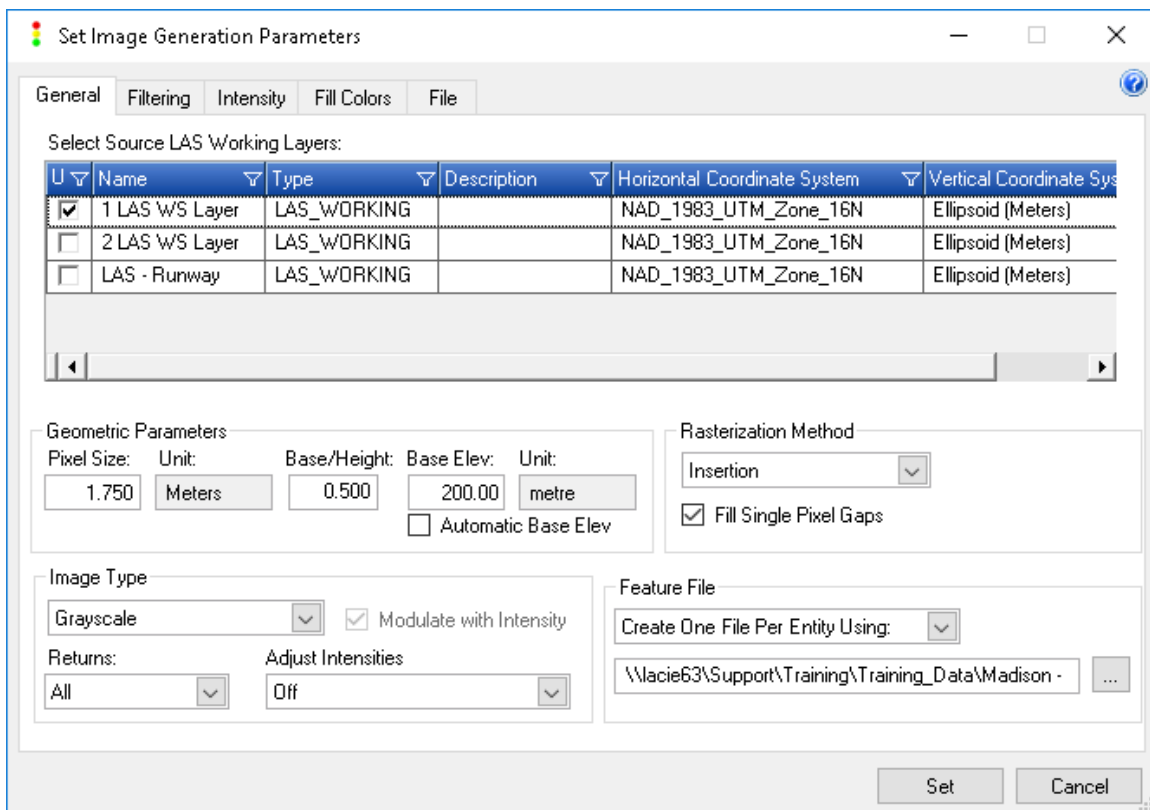 Set Image Generation Parameters
General Filtering Intensity Fill Colors File
Select Source LAS Working Layers:
U Name Type Description Horizontal Coordinate System Vertical Coordinate Sys
1 LAS WS Layer LAS_WORKING NAD_1983_UTM_Zone_16N Ellipsoid (Meters)
2 LAS WS Layer LAS_WORKING NAD_1983_UTM_Zone_16N Ellipsoid (Meters)
LAS - Runway LAS_WORKING NAD_1983_UTM_Zone_16N Ellipsoid (Meters)
Geometric Parameters
Pixel Size: Unit: Base/Height: Base Elev: Unit:
1.750 Meters 0.500 200.00 metre
Automatic Base Elev
Rasterization Method
Insertion
Fill Single Pixel Gaps
Image Type
Grayscale Modulate with Intensity
Returns: Adjust Intensities
All Off
Feature File
Create One File Per Entity Using:
\\lacie63\Support\Training\Training_Data\Madison - ...
Set Cancel